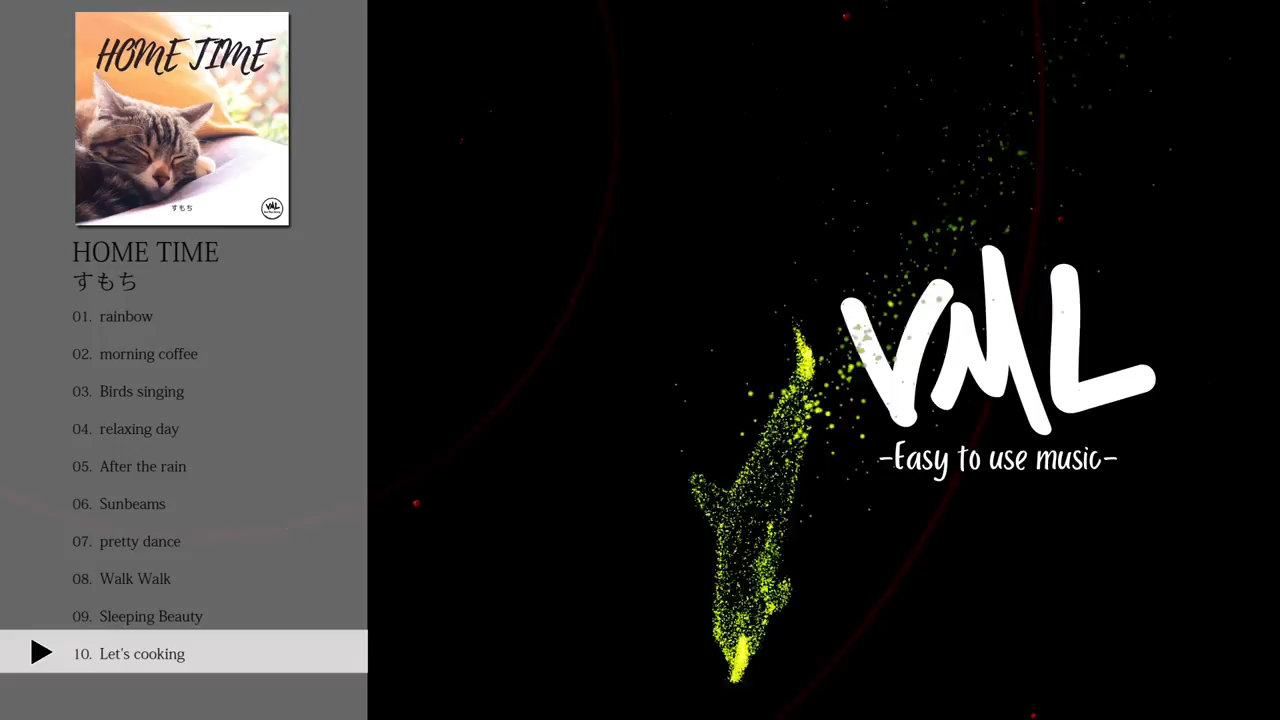 HOME TIME
すもち
VML
HOME TIME
すもち
01. rainbow
02. morning coffee
03. Birds singing
04. relaxing day
05. After the rain
06. Sunbeams
07. pretty dance
08. Walk Walk
09. Sleeping Beauty
10. Let's cooking
VML
-Easy to use music-